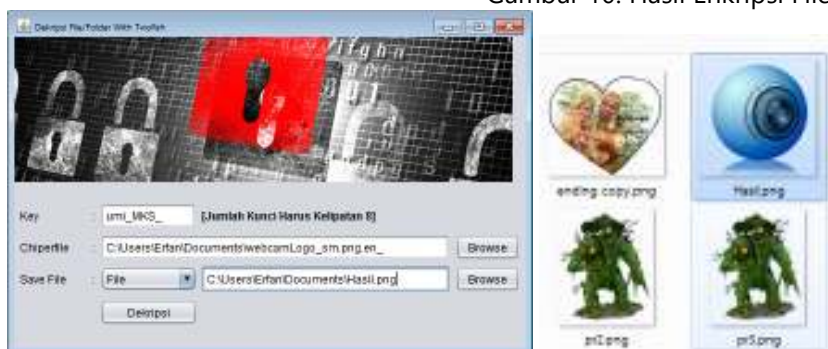 Gambar 10. Hasil Enkripsi File
Dekripsi File/Folder With Twofish
Key : umi_MKS_ [Jumlah Kunci Harus Kelipatan 8]
Chiperfile : C:\Users\Erfan\Documents\webcamLogo_sm.png.en_ Browse
Save File : File C:\Users\Erfan\Documents\Hasil.png Browse
Dekripsi
ending copy.png
Hasil.png
pr2.png
pr5.png